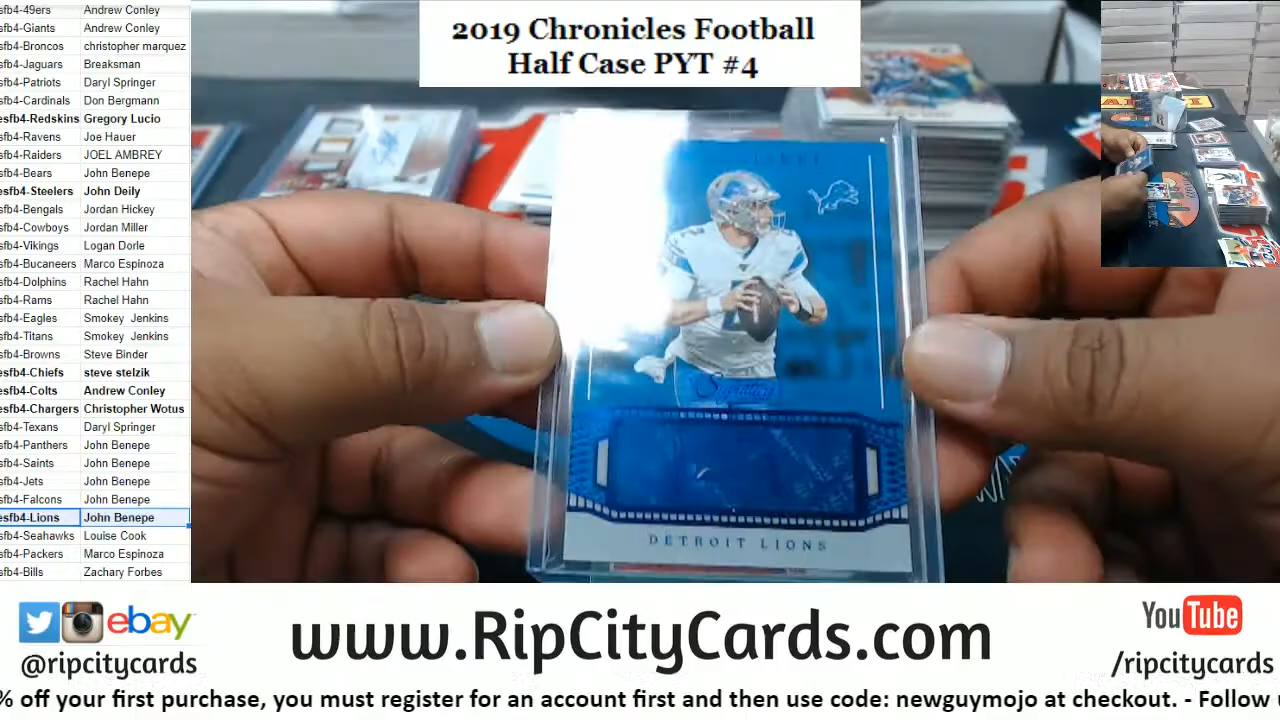 2019 Chronicles Football
Half Case PYT #4
sfb4-49ers Andrew Conley
sfb4-Giants Andrew Conley
sfb4-Broncos christopher marquez
sfb4-Jaguars Breaksman
sfb4-Patriots Daryl Springer
sfb4-Cardinals Don Bergmann
esfb4-Redskins Gregory Lucio
sfb4-Ravens Joe Hauer
sfb4-Raiders JOEL AMBREY
sfb4-Bears John Benepe
esfb4-Steelers John Deily
sfb4-Bengals Jordan Hickey
sfb4-Cowboys Jordan Miller
sfb4-Vikings Logan Dorle
sfb4-Bucaneers Marco Espinoza
sfb4-Dolphins Rachel Hahn
sfb4-Rams Rachel Hahn
sfb4-Eagles Smokey Jenkins
sfb4-Titans Smokey Jenkins
sfb4-Browns Steve Binder
esfb4-Chiefs steve stelzik
esfb4-Colts Andrew Conley
esfb4-Chargers Christopher Wotus
sfb4-Texans Daryl Springer
sfb4-Panthers John Benepe
sfb4-Saints John Benepe
sfb4-Jets John Benepe
sfb4-Falcons John Benepe
esfb4-Lions John Benepe
sfb4-Seahawks Louise Cook
sfb4-Packers Marco Espinoza
sfb4-Bills Zachary Forbes
DETROIT LIONS
ebay
@ripcitycards
www.RipCityCards.com
YouTube
/ripcitycards
% off your first purchase, you must register for an account first and then use code: newguymojo at checkout. - Follow